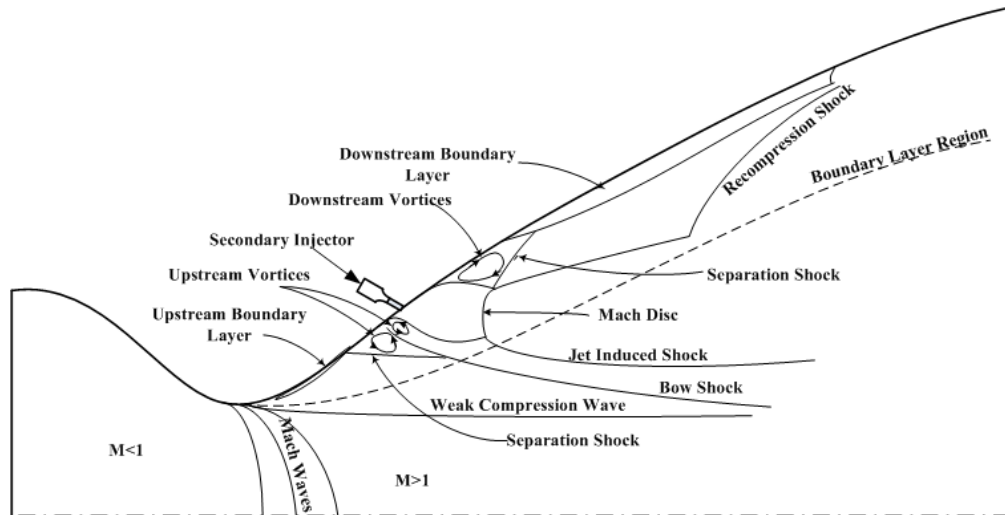 Recompression Shock
Boundary Layer Region
Downstream Boundary
Layer
Downstream Vortices
Secondary Injector
Upstream Vortices
Separation Shock
Upstream Boundary
Layer
Mach Disc
Jet Induced Shock
Bow Shock
Weak Compression Wave
Separation Shock
Mach Waves
M<1
M>1